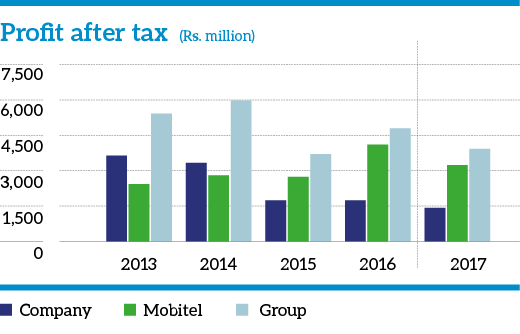 Profit after tax (Rs. million)
7,500
6,000
4,500
3,000
1,500
0
2013 2014 2015 2016 2017
Company Mobitel Group